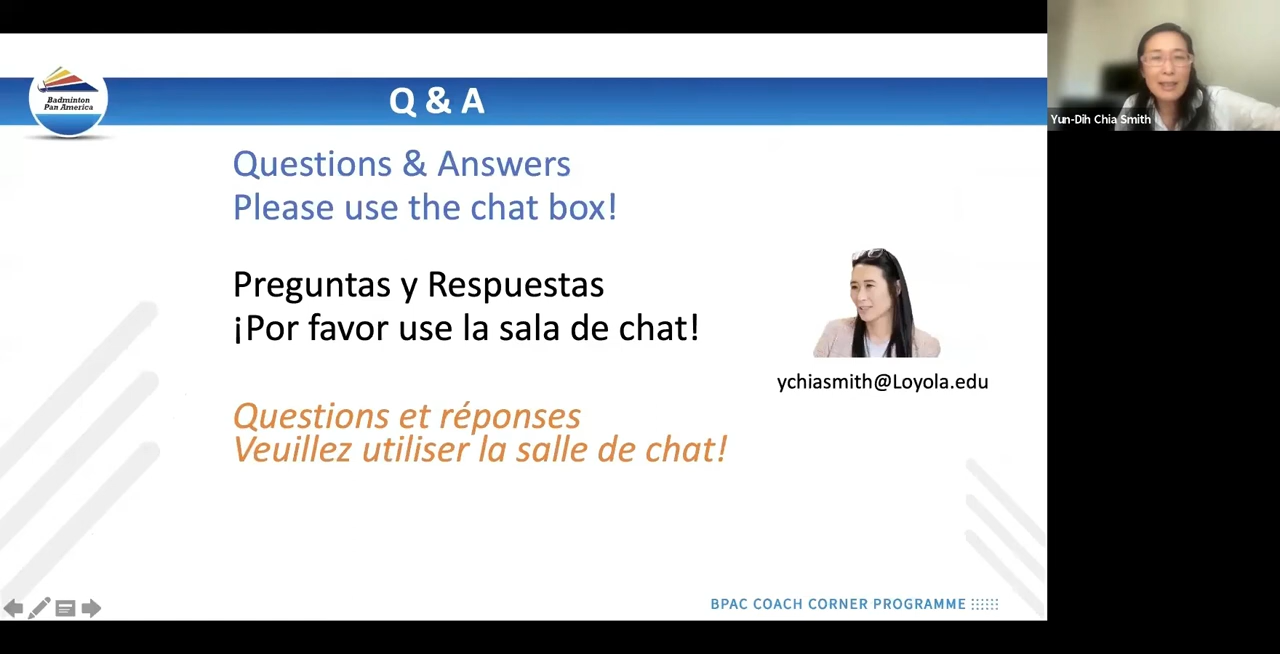 Badminton
Pan America
Q & A
Yun-Dih Chia Smith
Questions & Answers
Please use the chat box!
Preguntas y Respuestas
¡Por favor use la sala de chat!
ychiasmith@Loyola.edu
Questions et réponses
Veuillez utiliser la salle de chat!
BPAC COACH CORNER PROGRAMME